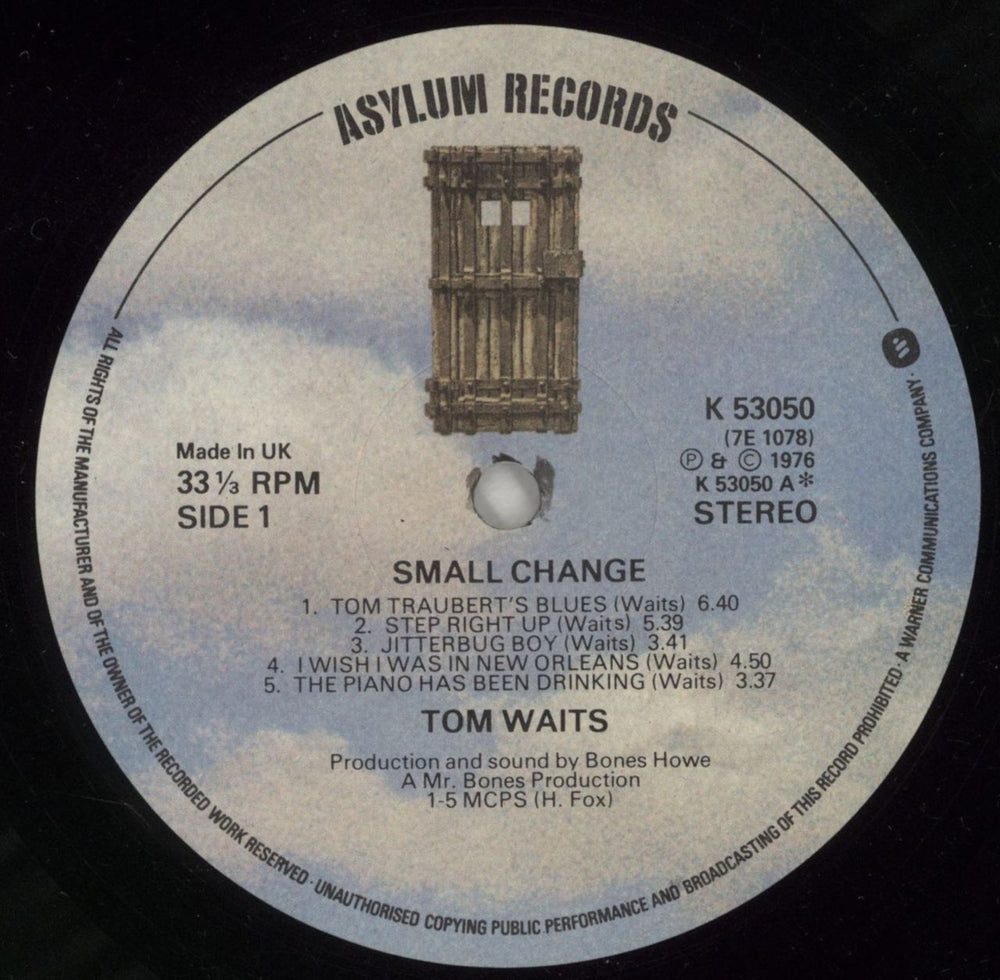 ASYLUM RECORDS
Made In UK
33 ⅓ RPM
SIDE 1
K 53050
(7E 1078)
Ⓟ & Ⓒ 1976
K 53050 A*
STEREO
SMALL CHANGE
1. TOM TRAUBERT'S BLUES (Waits) 6.40
2. STEP RIGHT UP (Waits) 5.39
3. JITTERBUG BOY (Waits) 3.41
4. I WISH I WAS IN NEW ORLEANS (Waits) 4.50
5. THE PIANO HAS BEEN DRINKING (Waits) 3.37
TOM WAITS
Production and sound by Bones Howe
A Mr. Bones Production
1-5 MCPS (H. Fox)
ALL RIGHTS OF THE MANUFACTURER AND OF THE OWNER OF THE RECORDED WORK RESERVED · UNAUTHORISED COPYING PUBLIC PERFORMANCE AND BROADCASTING OF THIS RECORD PROHIBITED · A WARNER COMMUNICATIONS COMPANY ·